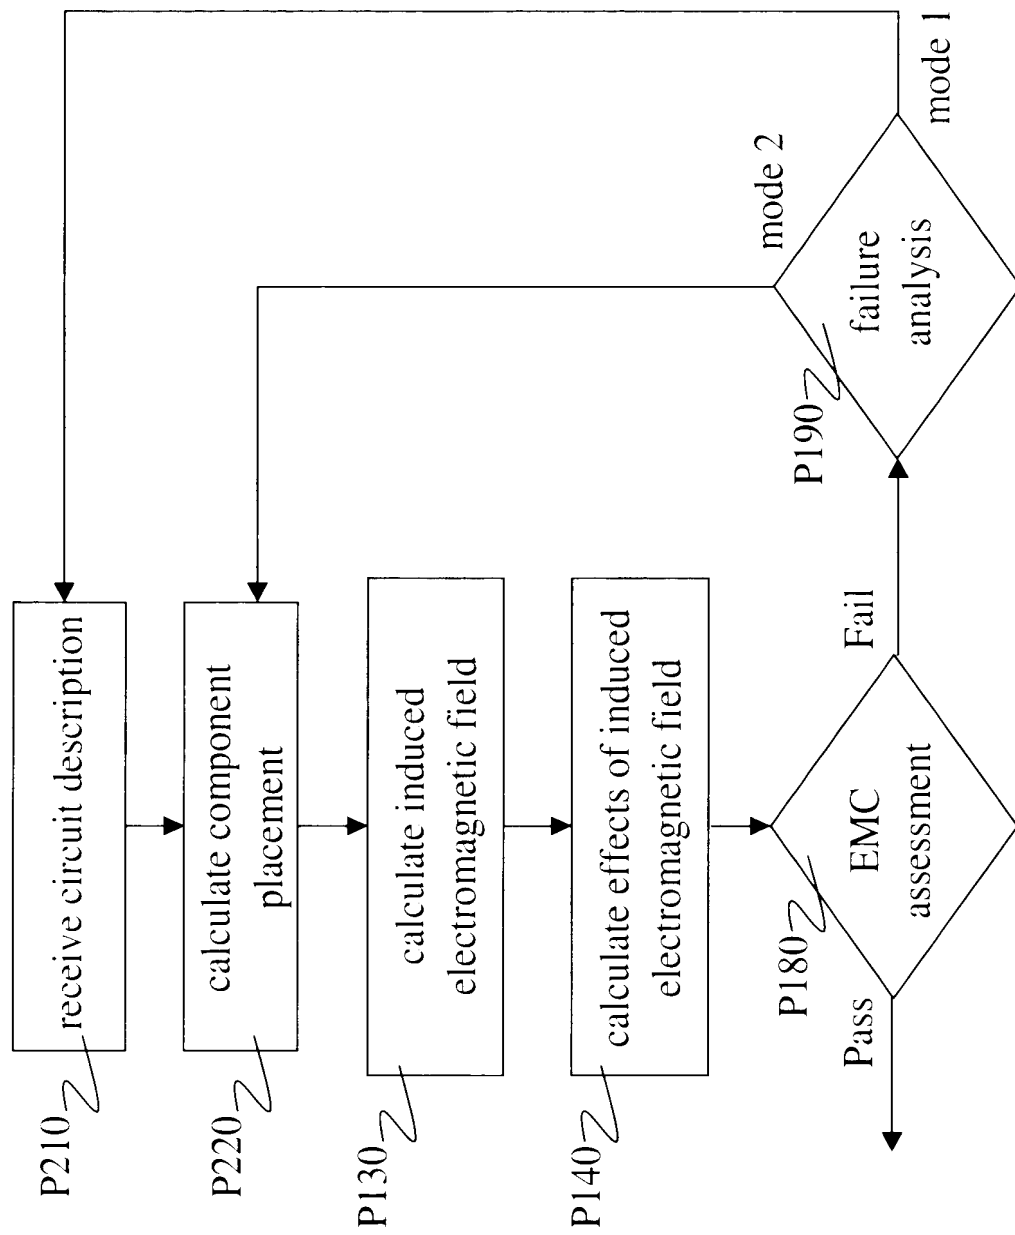 P210
receive circuit description
P220
calculate component
placement
P130
calculate induced
electromagnetic field
P140
calculate effects of induced
electromagnetic field
P180
EMC
assessment
Pass
Fail
P190
failure
analysis
mode 2
mode 1